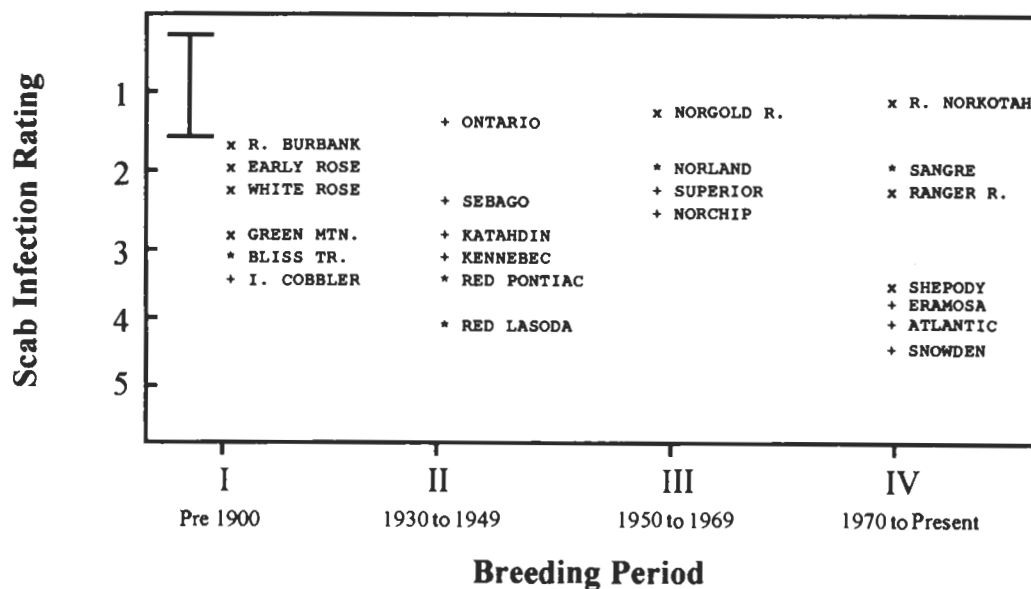 Scab Infection Rating
1
2
3
4
5
x R. BURBANK
x EARLY ROSE
x WHITE ROSE
x GREEN MTN.
* BLISS TR.
+ I. COBBLER
+ ONTARIO
+ SEBAGO
+ KATAHDIN
+ KENNEBEC
* RED PONTIAC
* RED LASODA
x NORGOLD R.
* NORLAND
+ SUPERIOR
+ NORCHIP
x R. NORKOTAH
* SANGRE
x RANGER R.
x SHEPODY
+ ERAMOSA
+ ATLANTIC
+ SNOWDEN
I II III IV
Pre 1900 1930 to 1949 1950 to 1969 1970 to Present
Breeding Period